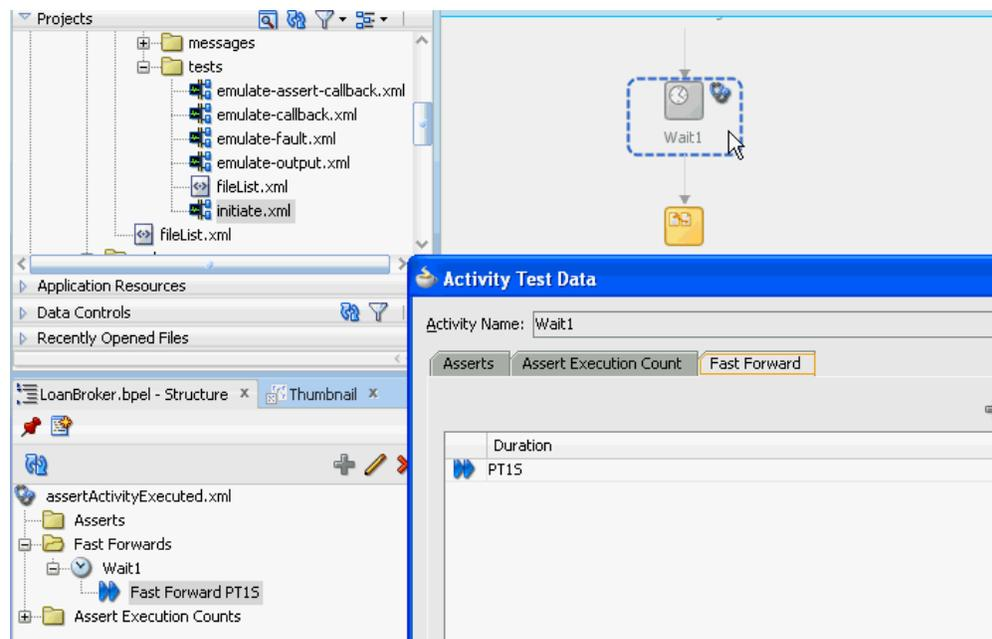 Projects
messages
tests
emulate-assert-callback.xml
emulate-callback.xml
emulate-fault.xml
emulate-output.xml
fileList.xml
initiate.xml
fileList.xml
Application Resources
Data Controls
Recently Opened Files
LoanBroker.bpel - Structure
Thumbnail
assertActivityExecuted.xml
Asserts
Fast Forwards
Wait1
Fast Forward PT1S
Assert Execution Counts
Wait1
Activity Test Data
Activity Name: Wait1
Asserts
Assert Execution Count
Fast Forward
Duration
PT1S